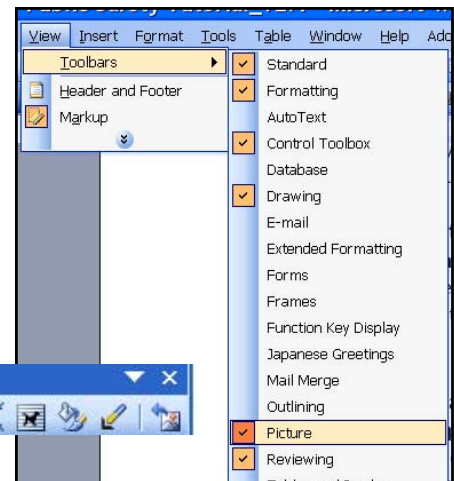 View Insert Format Tools Table Window Help
Toolbars
Header and Footer
Markup
Standard
Formatting
AutoText
Control Toolbox
Database
Drawing
E-mail
Extended Formatting
Forms
Frames
Function Key Display
Japanese Greetings
Mail Merge
Outlining
Picture
Reviewing